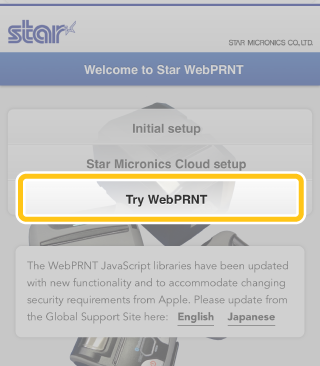 star
STAR MICRONICS CO., LTD.
Welcome to Star WebPRNT
Initial setup
Star Micronics Cloud setup
Try WebPRNT
The WebPRNT JavaScript libraries have been updated
with new functionality and to accommodate changing
security requirements from Apple. Please update from
the Global Support Site here: English Japanese